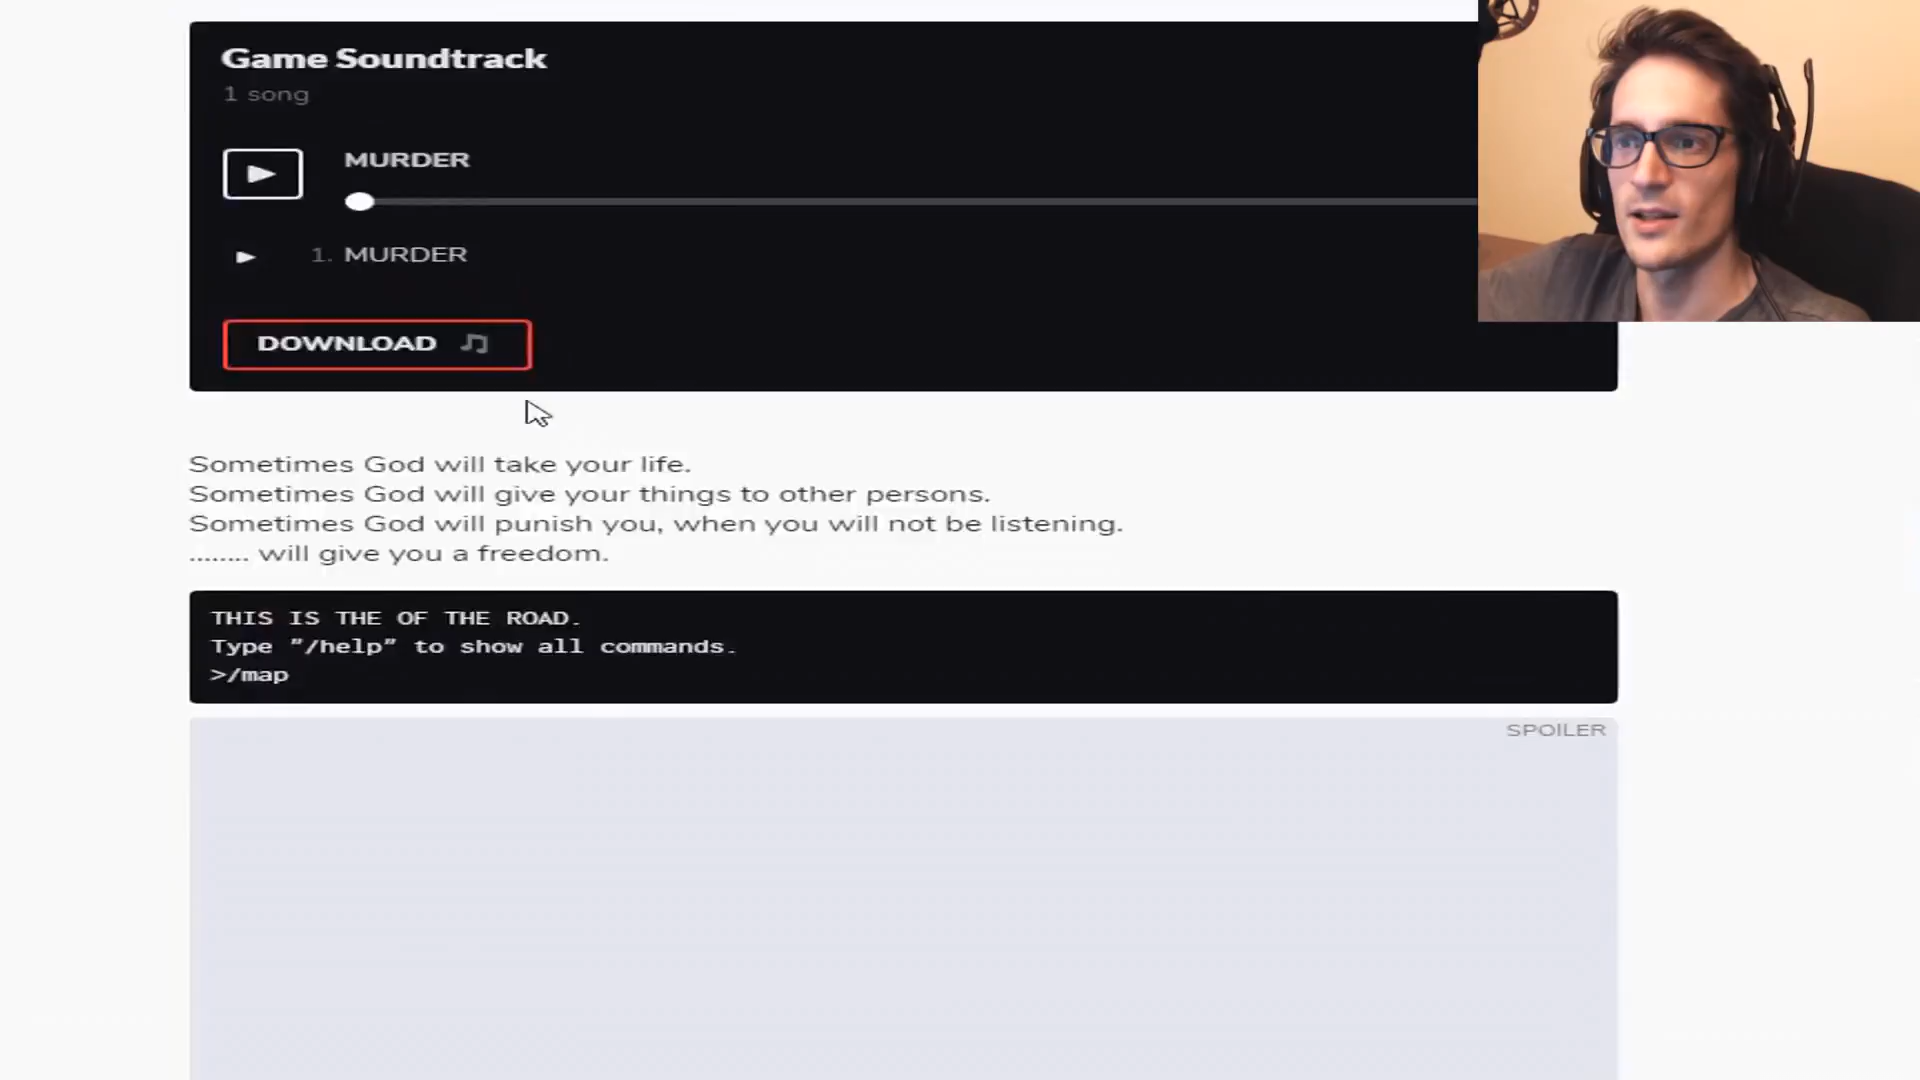 Game Soundtrack
1 song
MURDER
1. MURDER
DOWNLOAD
Sometimes God will take your life.
Sometimes God will give your things to other persons.
Sometimes God will punish you, when you will not be listening.
........ will give you a freedom.
THIS IS THE OF THE ROAD.
Type "/help" to show all commands.
>/map
SPOILER